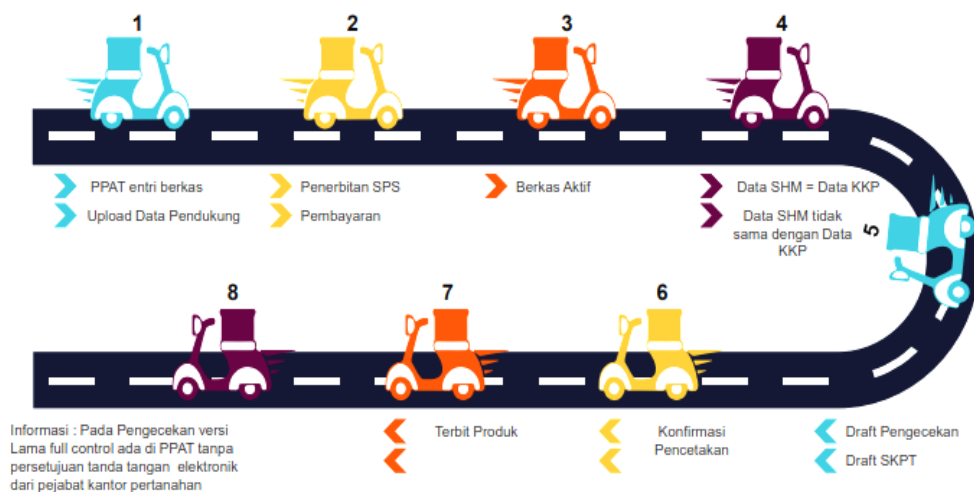 1
2
3
4
PPAT entri berkas
Upload Data Pendukung
Penerbitan SPS
Pembayaran
Berkas Aktif
Data SHM = Data KKP
Data SHM tidak
sama dengan Data
KKP
5
8
7
6
Informasi : Pada Pengecekan versi
Lama full control ada di PPAT tanpa
persetujuan tanda tangan elektronik
dari pejabat kantor pertanahan
Terbit Produk
Konfirmasi
Pencetakan
Draft Pengecekan
Draft SKPT